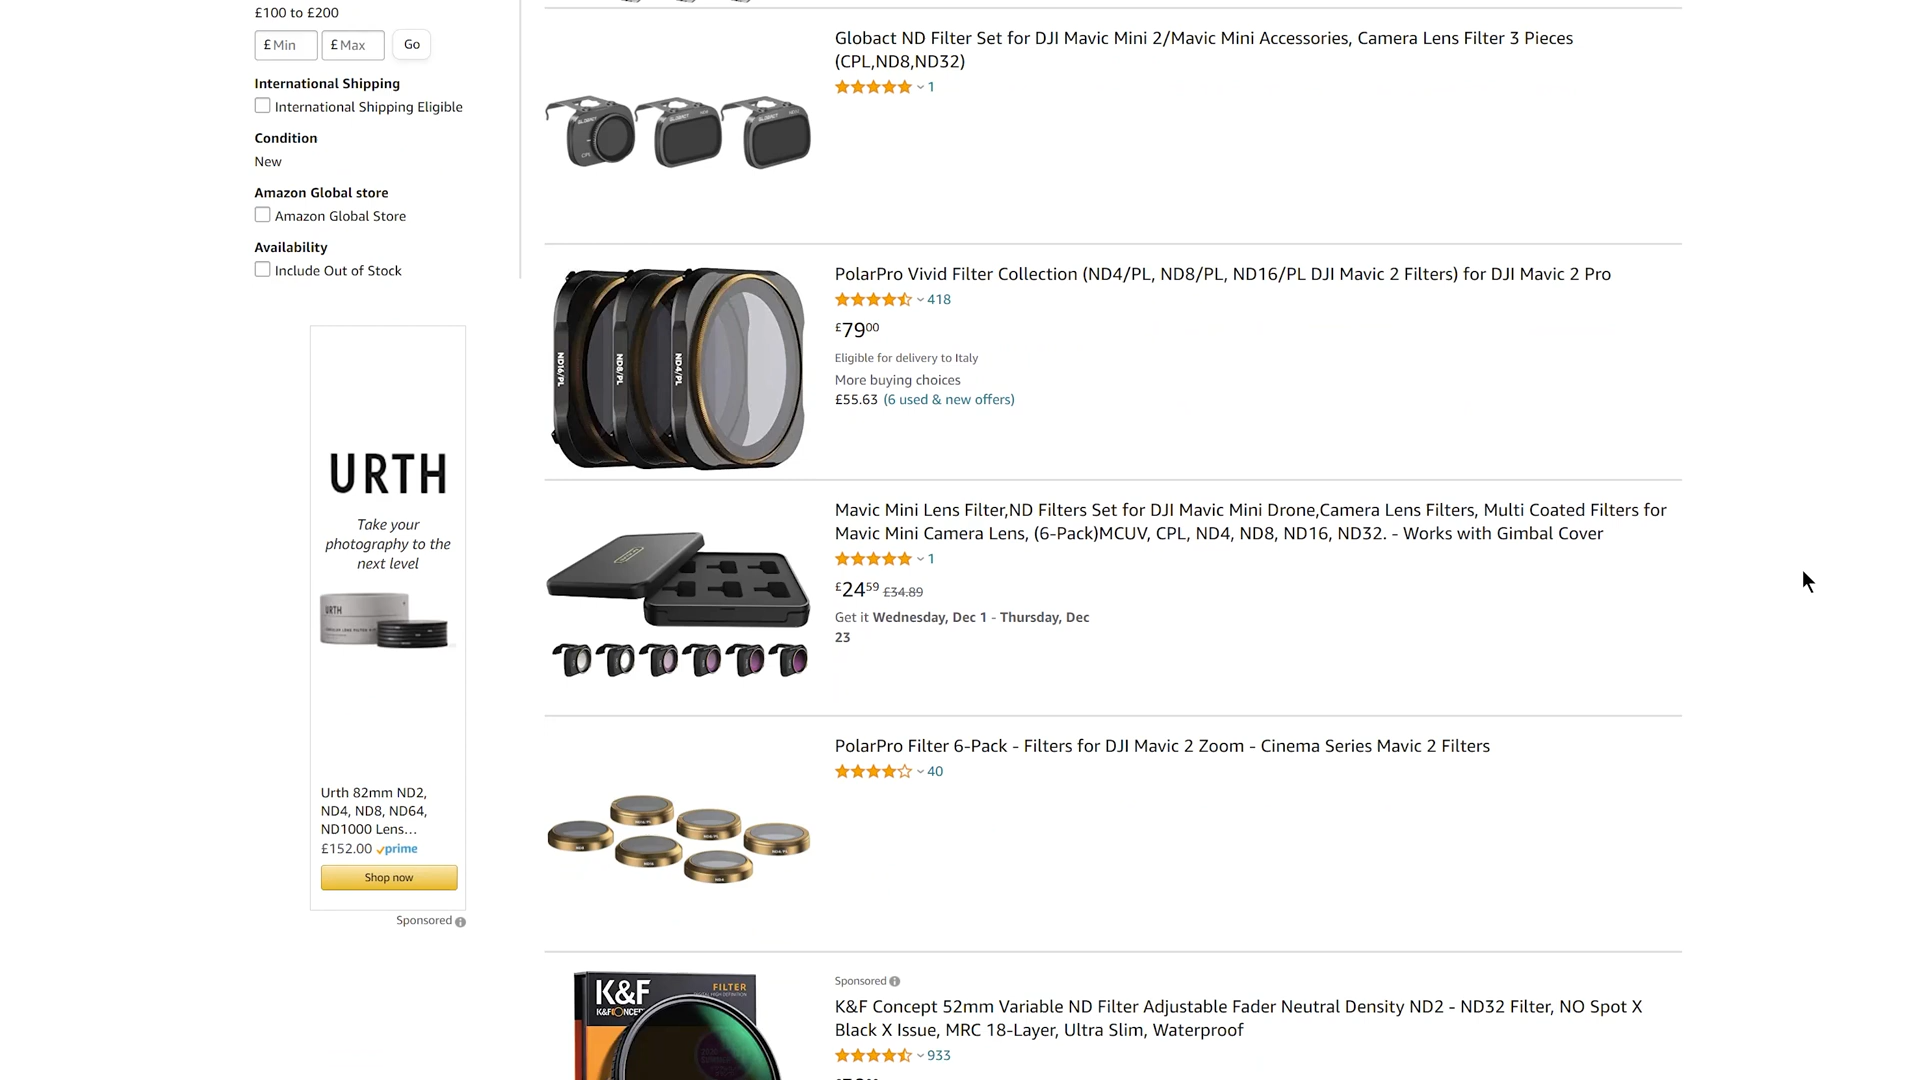 £100 to £200
£ Min £ Max Go
International Shipping
International Shipping Eligible
Condition
New
Amazon Global store
Amazon Global Store
Availability
Include Out of Stock
URTH
Take your
photography to the
next level
URTH
Urth 82mm ND2,
ND4, ND8, ND64,
ND1000 Lens…
£152.00 prime
Shop now
Sponsored
Globact ND Filter Set for DJI Mavic Mini 2/Mavic Mini Accessories, Camera Lens Filter 3 Pieces
(CPL,ND8,ND32)
1
CPL
PolarPro Vivid Filter Collection (ND4/PL, ND8/PL, ND16/PL DJI Mavic 2 Filters) for DJI Mavic 2 Pro
418
£7900
Eligible for delivery to Italy
More buying choices
£55.63 (6 used & new offers)
ND16/PL
ND8/PL
ND4/PL
Mavic Mini Lens Filter,ND Filters Set for DJI Mavic Mini Drone,Camera Lens Filters, Multi Coated Filters for
Mavic Mini Camera Lens, (6-Pack)MCUV, CPL, ND4, ND8, ND16, ND32. - Works with Gimbal Cover
1
£2459 £34.89
Get it Wednesday, Dec 1 - Thursday, Dec
23
PolarPro Filter 6-Pack - Filters for DJI Mavic 2 Zoom - Cinema Series Mavic 2 Filters
40
Sponsored
K&F Concept 52mm Variable ND Filter Adjustable Fader Neutral Density ND2 - ND32 Filter, NO Spot X
Black X Issue, MRC 18-Layer, Ultra Slim, Waterproof
933
K&F
K&F CONCEPT
FILTER